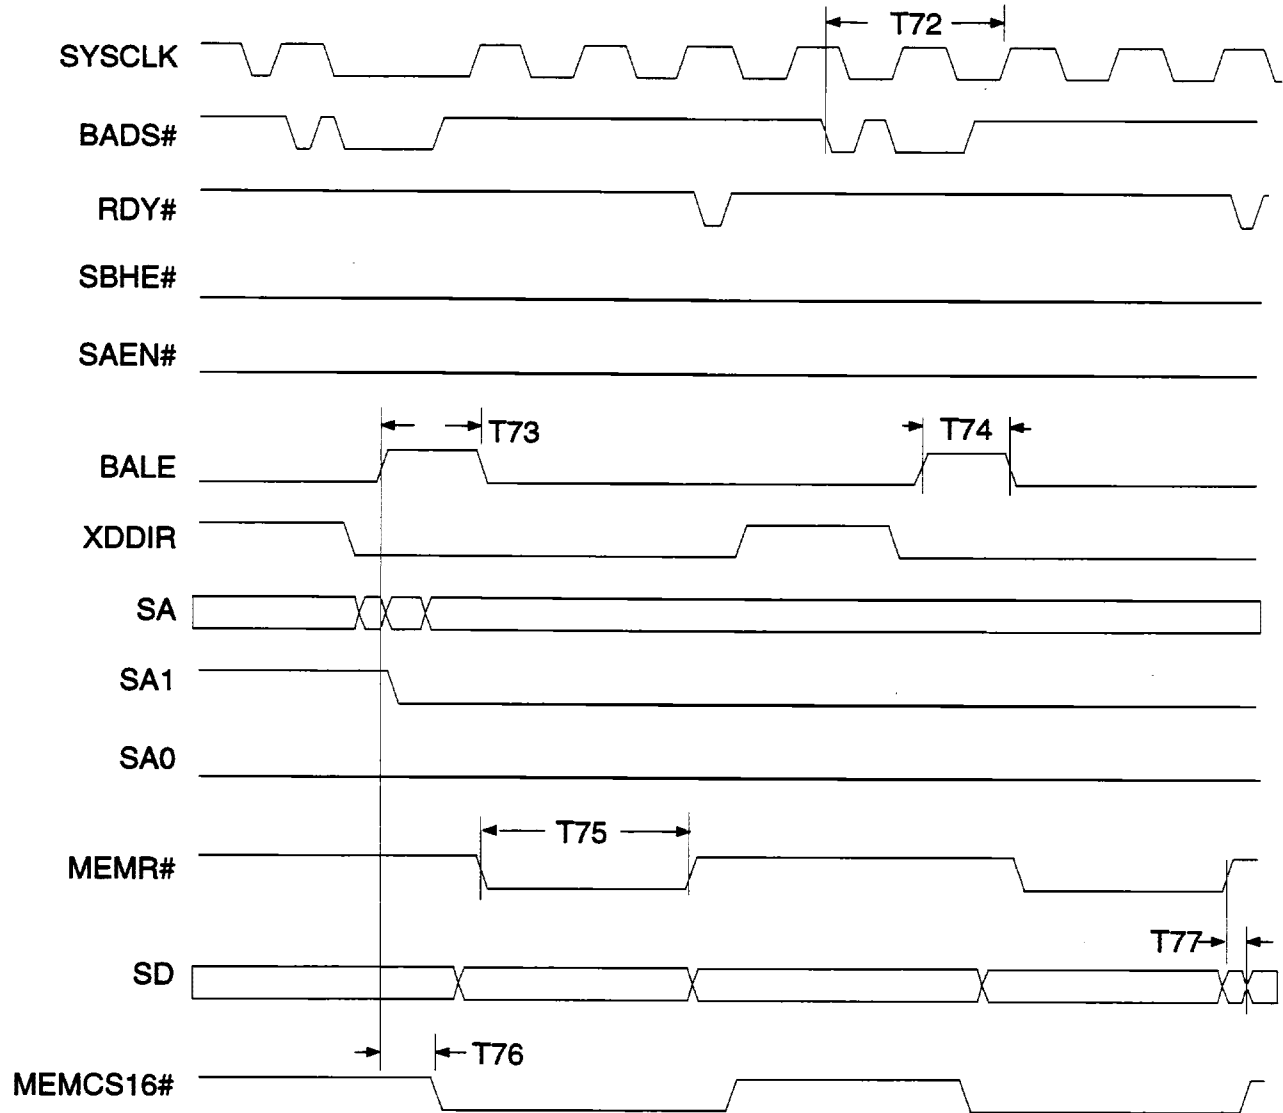 T72
SYSCLK
BADS#
RDY#
SBHE#
SAEN#
T73
T74
BALE
XDDIR
SA
SA1
SA0
T75
MEMR#
T77
SD
T76
MEMCS16#